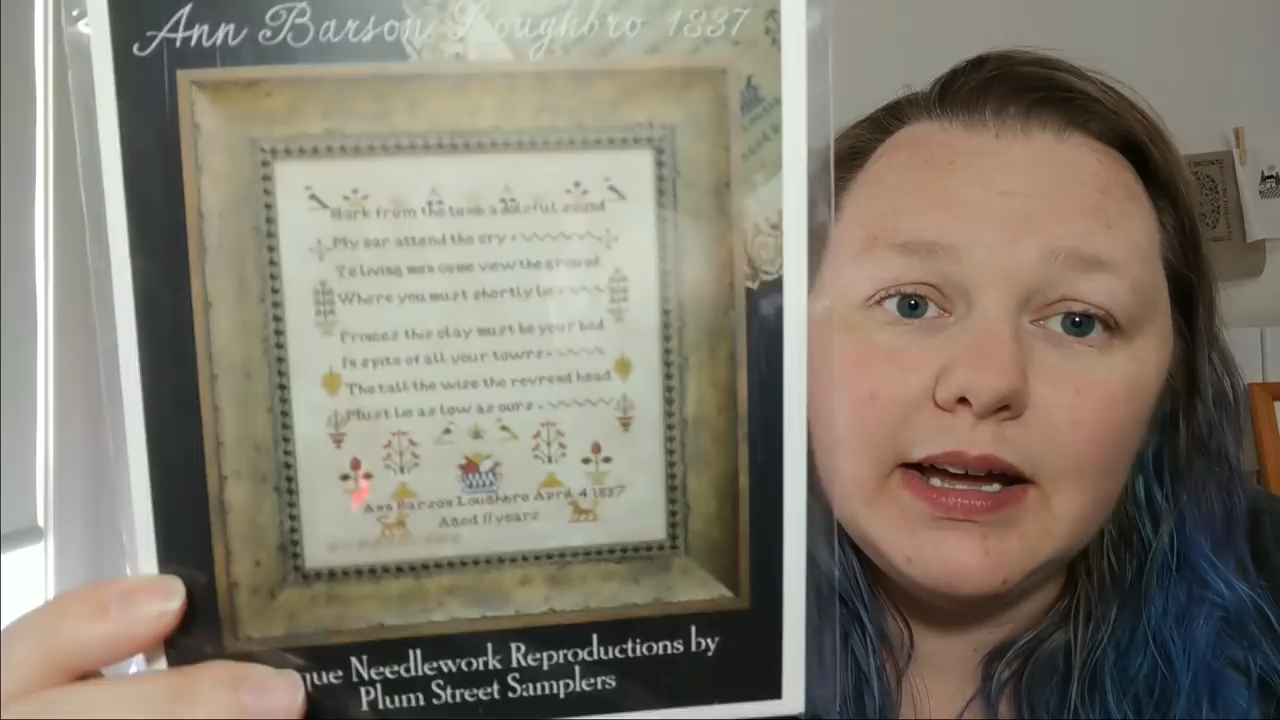 Ann Barson Loughbro 1837
Hark from the tomb a doleful sound
My ear attend the cry
Ye living men come view the ground
Where you must shortly lie
Princes this clay must be your bed
In spite of all your towrs
The tall the wise the revrend head
Must lie as low as ours
Ann Barson Loughbro April 4 1837
Aged 11 years
que Needlework Reproductions by
Plum Street Samplers